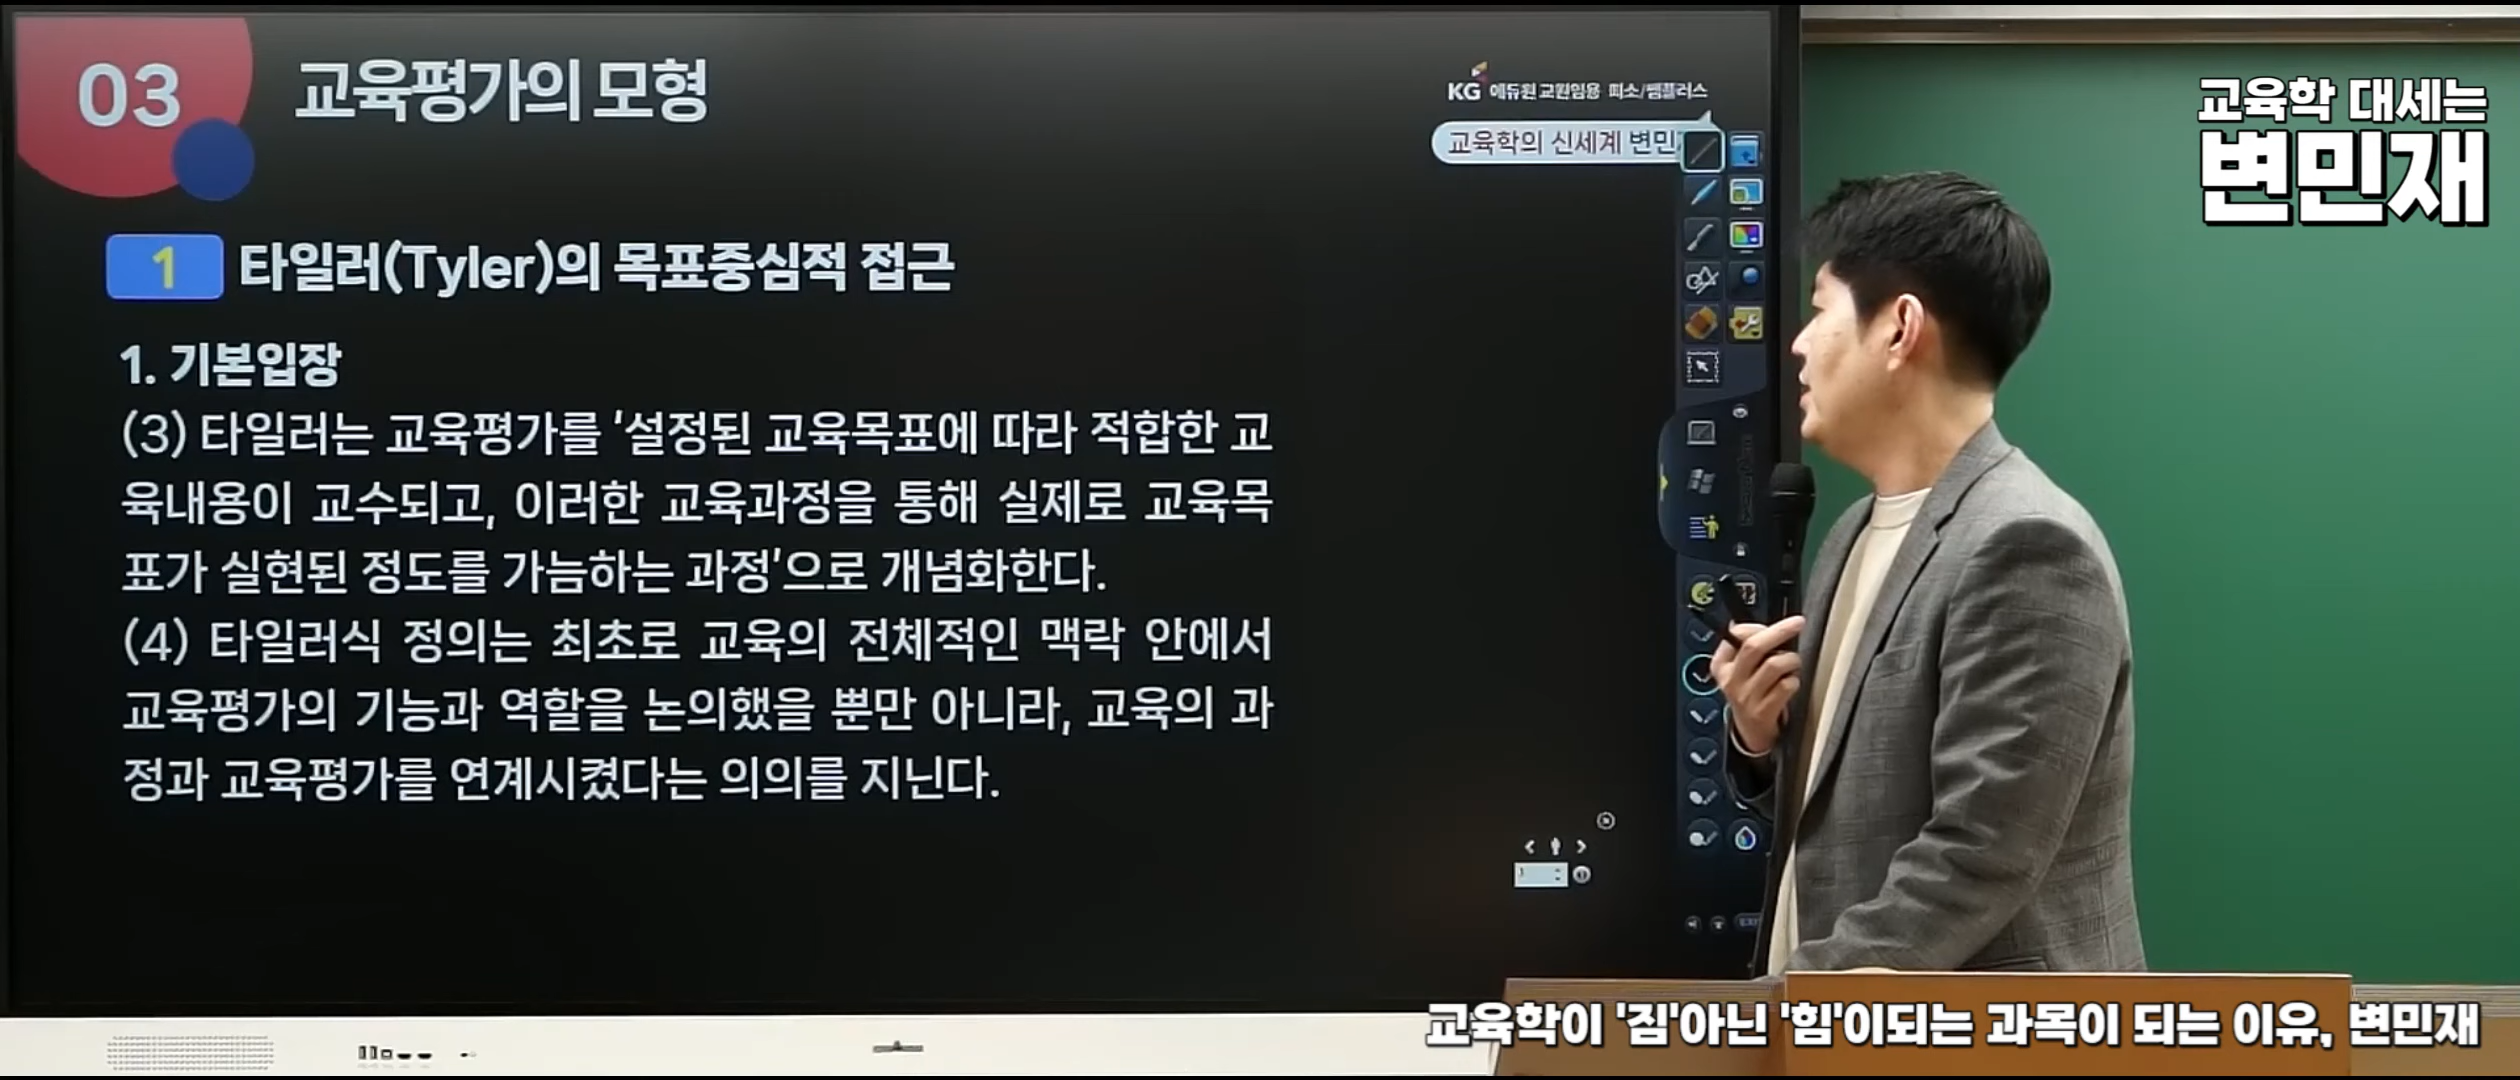 03
교육평가의 모형
KG 에듀원 교원임용 희소/쌤플러스
교육학의 신세계 변민
교육학 대세는
변민재
1 타일러(Tyler)의 목표중심적 접근
1. 기본입장
(3) 타일러는 교육평가를 '설정된 교육목표에 따라 적합한 교
육내용이 교수되고, 이러한 교육과정을 통해 실제로 교육목
표가 실현된 정도를 가늠하는 과정'으로 개념화한다.
(4) 타일러식 정의는 최초로 교육의 전체적인 맥락 안에서
교육평가의 기능과 역할을 논의했을 뿐만 아니라, 교육의 과
정과 교육평가를 연계시켰다는 의의를 지닌다.
교육학이 '짐'아닌 '힘'이되는 과목이 되는 이유, 변민재